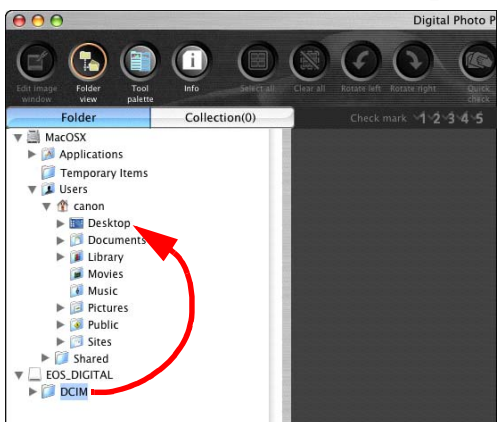 Digital Photo P
Edit image window
Folder view
Tool palette
Info
Select all
Clear all
Rotate left
Rotate right
Quick check
Folder
Collection(0)
Check mark 1 2 3 4 5
MacOSX
Applications
Temporary Items
Users
canon
Desktop
Documents
Library
Movies
Music
Pictures
Public
Sites
Shared
EOS_DIGITAL
DCIM